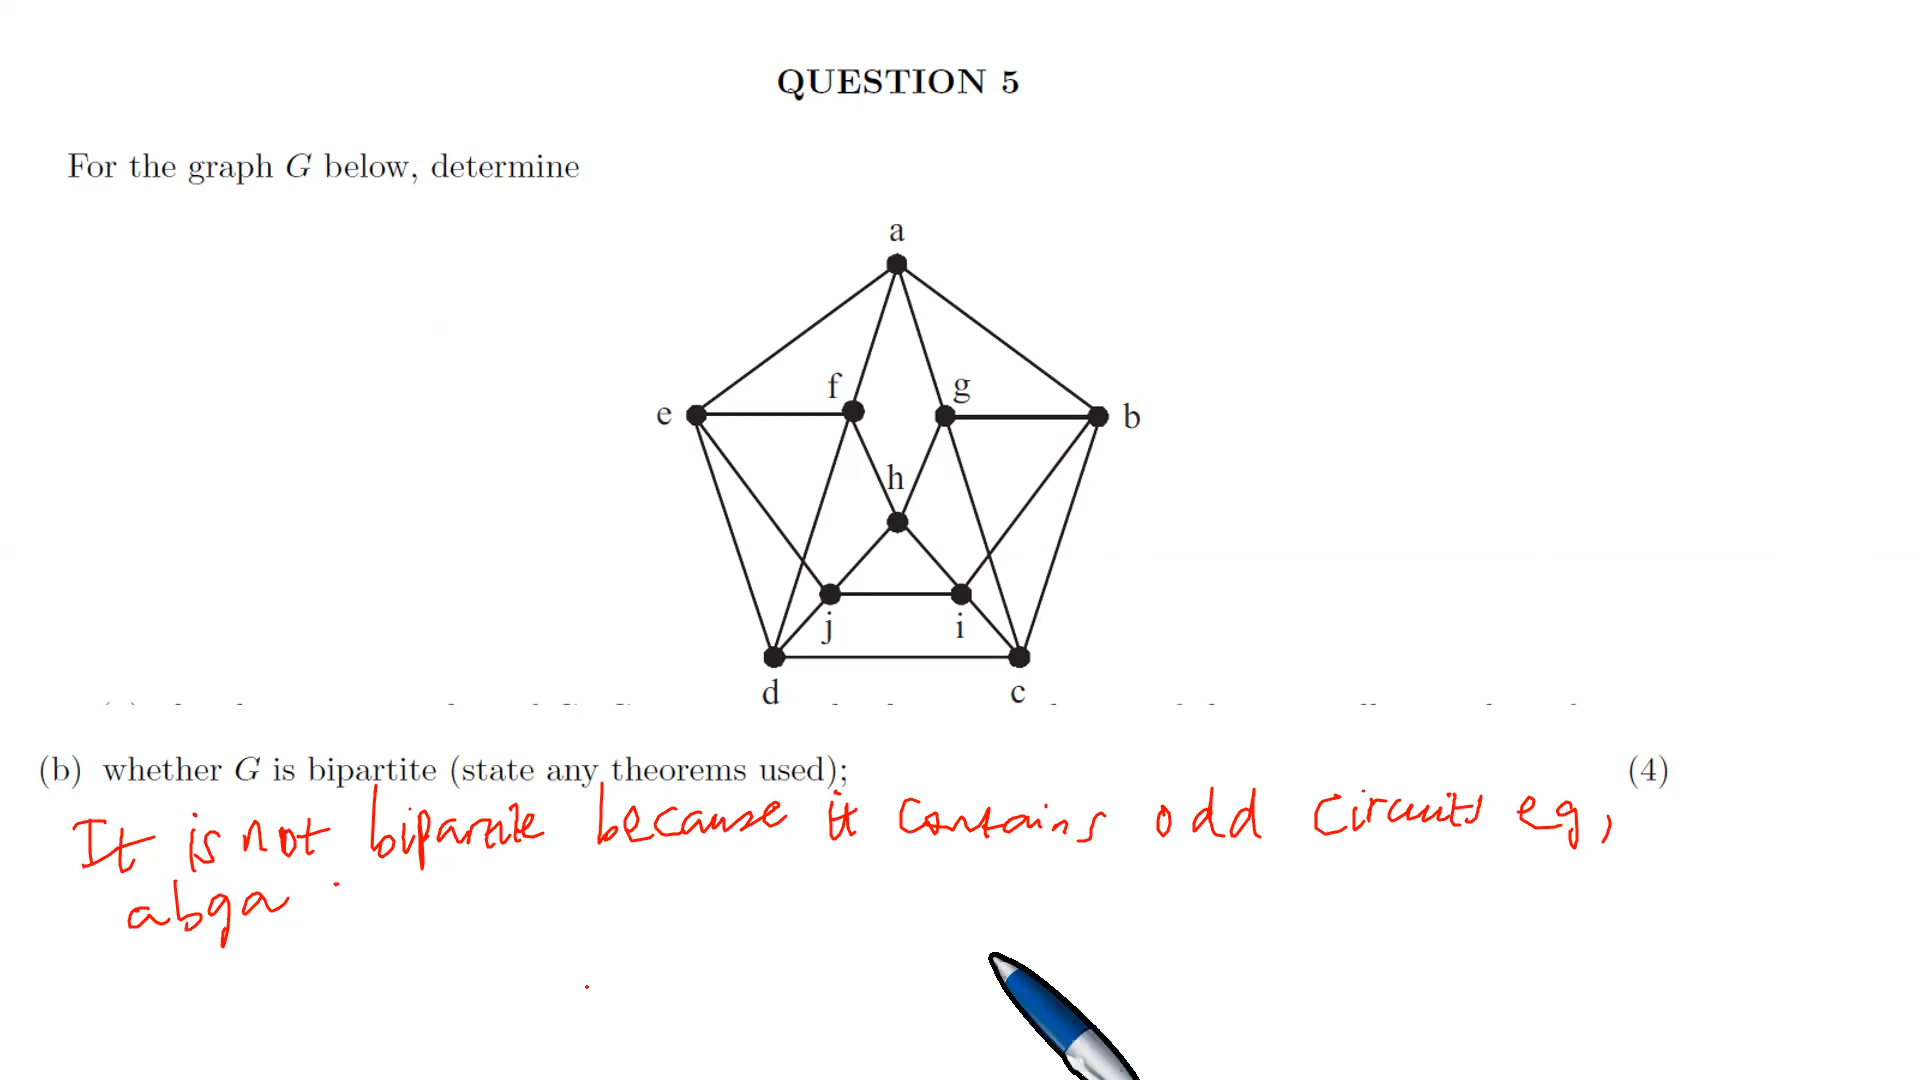 QUESTION 5
For the graph G below, determine
a
f
g
e
b
h
j
i
d
c
(b) whether G is bipartite (state any theorems used); (4)
It is not bipartite because it contains odd circuits eg,
abga